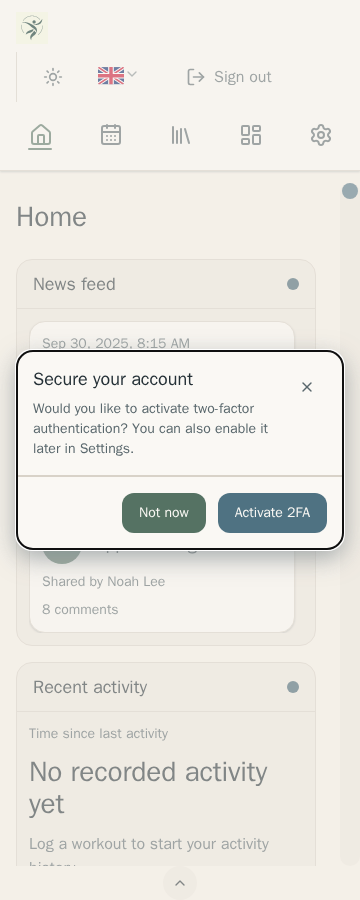 Sign out
Home
News feed
Sep 30, 2025, 8:15 AM
Secure your account
Would you like to activate two-factor
authentication? You can also enable it
later in Settings.
Not now
Activate 2FA
Shared by Noah Lee
8 comments
Recent activity
Time since last activity
No recorded activity
yet
Log a workout to start your activity